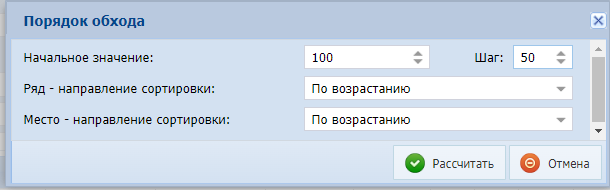 Порядок обхода
Начальное значение: 100 Шаг: 50
Ряд - направление сортировки: По возрастанию
Место - направление сортировки: По возрастанию
Рассчитать Отмена